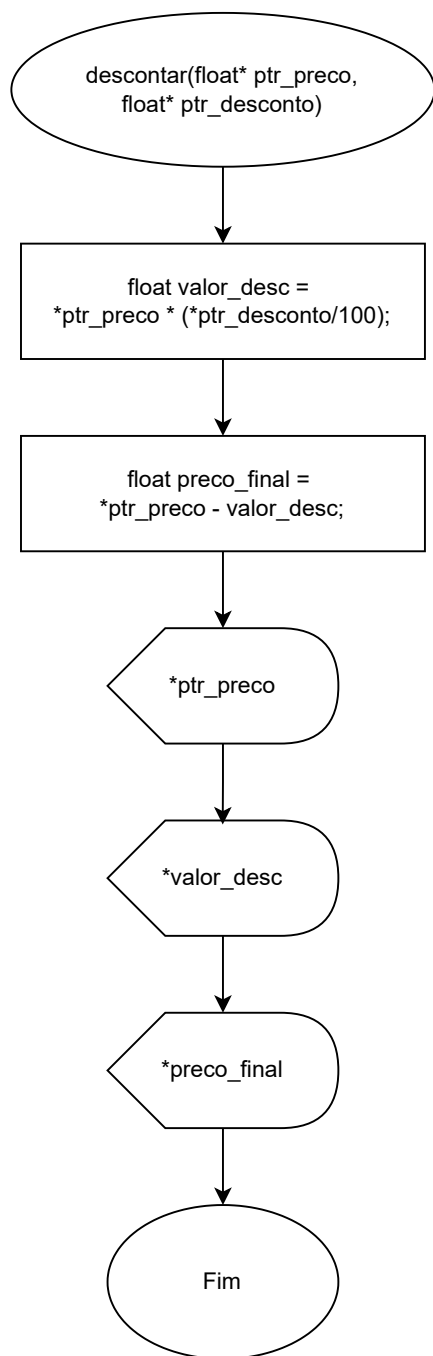 descontar(float* ptr_preco,
float* ptr_desconto)
float valor_desc =
*ptr_preco * (*ptr_desconto/100);
float preco_final =
*ptr_preco - valor_desc;
*ptr_preco
*valor_desc
*preco_final
Fim